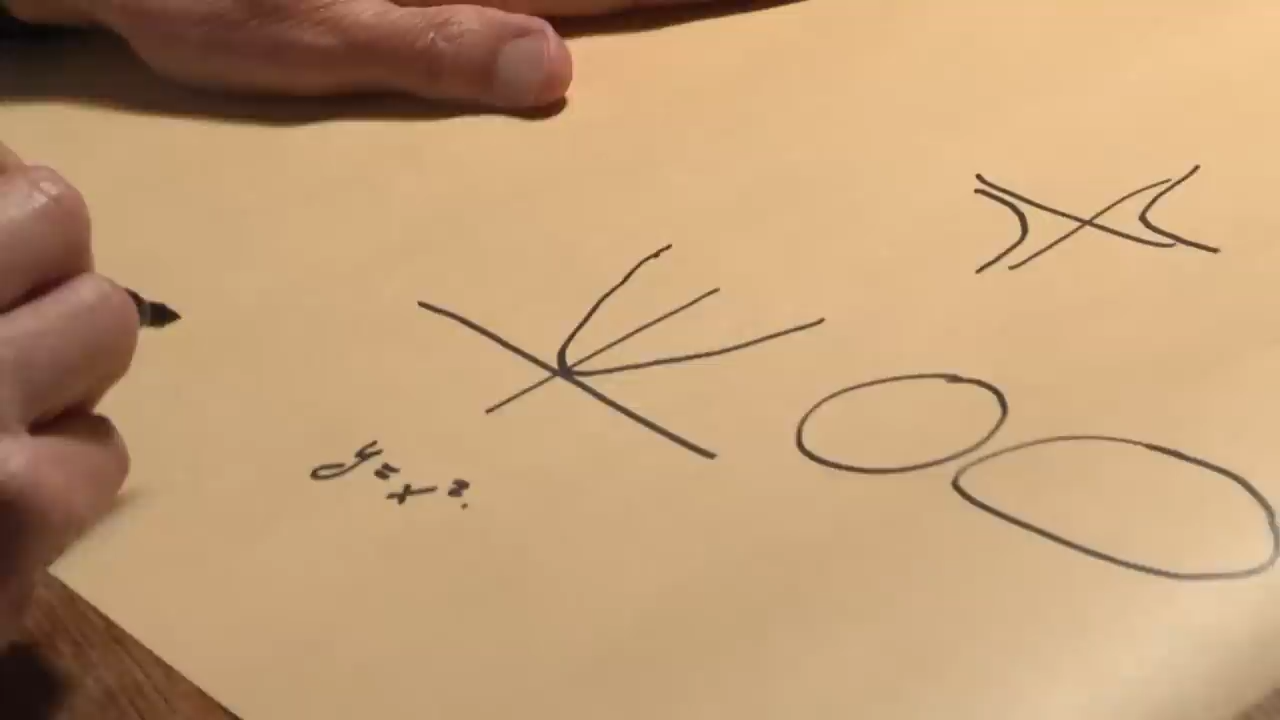 y = x².